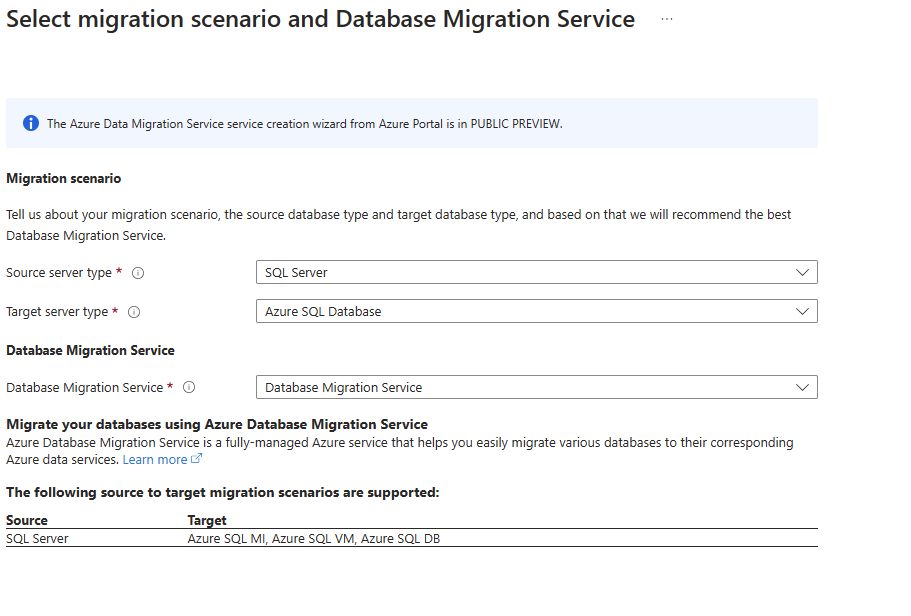 Select migration scenario and Database Migration Service ...
The Azure Data Migration Service service creation wizard from Azure Portal is in PUBLIC PREVIEW.
Migration scenario
Tell us about your migration scenario, the source database type and target database type, and based on that we will recommend the best
Database Migration Service.
Source server type * SQL Server
Target server type * Azure SQL Database
Database Migration Service
Database Migration Service * Database Migration Service
Migrate your databases using Azure Database Migration Service
Azure Database Migration Service is a fully-managed Azure service that helps you easily migrate various databases to their corresponding
Azure data services. Learn more
The following source to target migration scenarios are supported:
Source Target
SQL Server Azure SQL MI, Azure SQL VM, Azure SQL DB